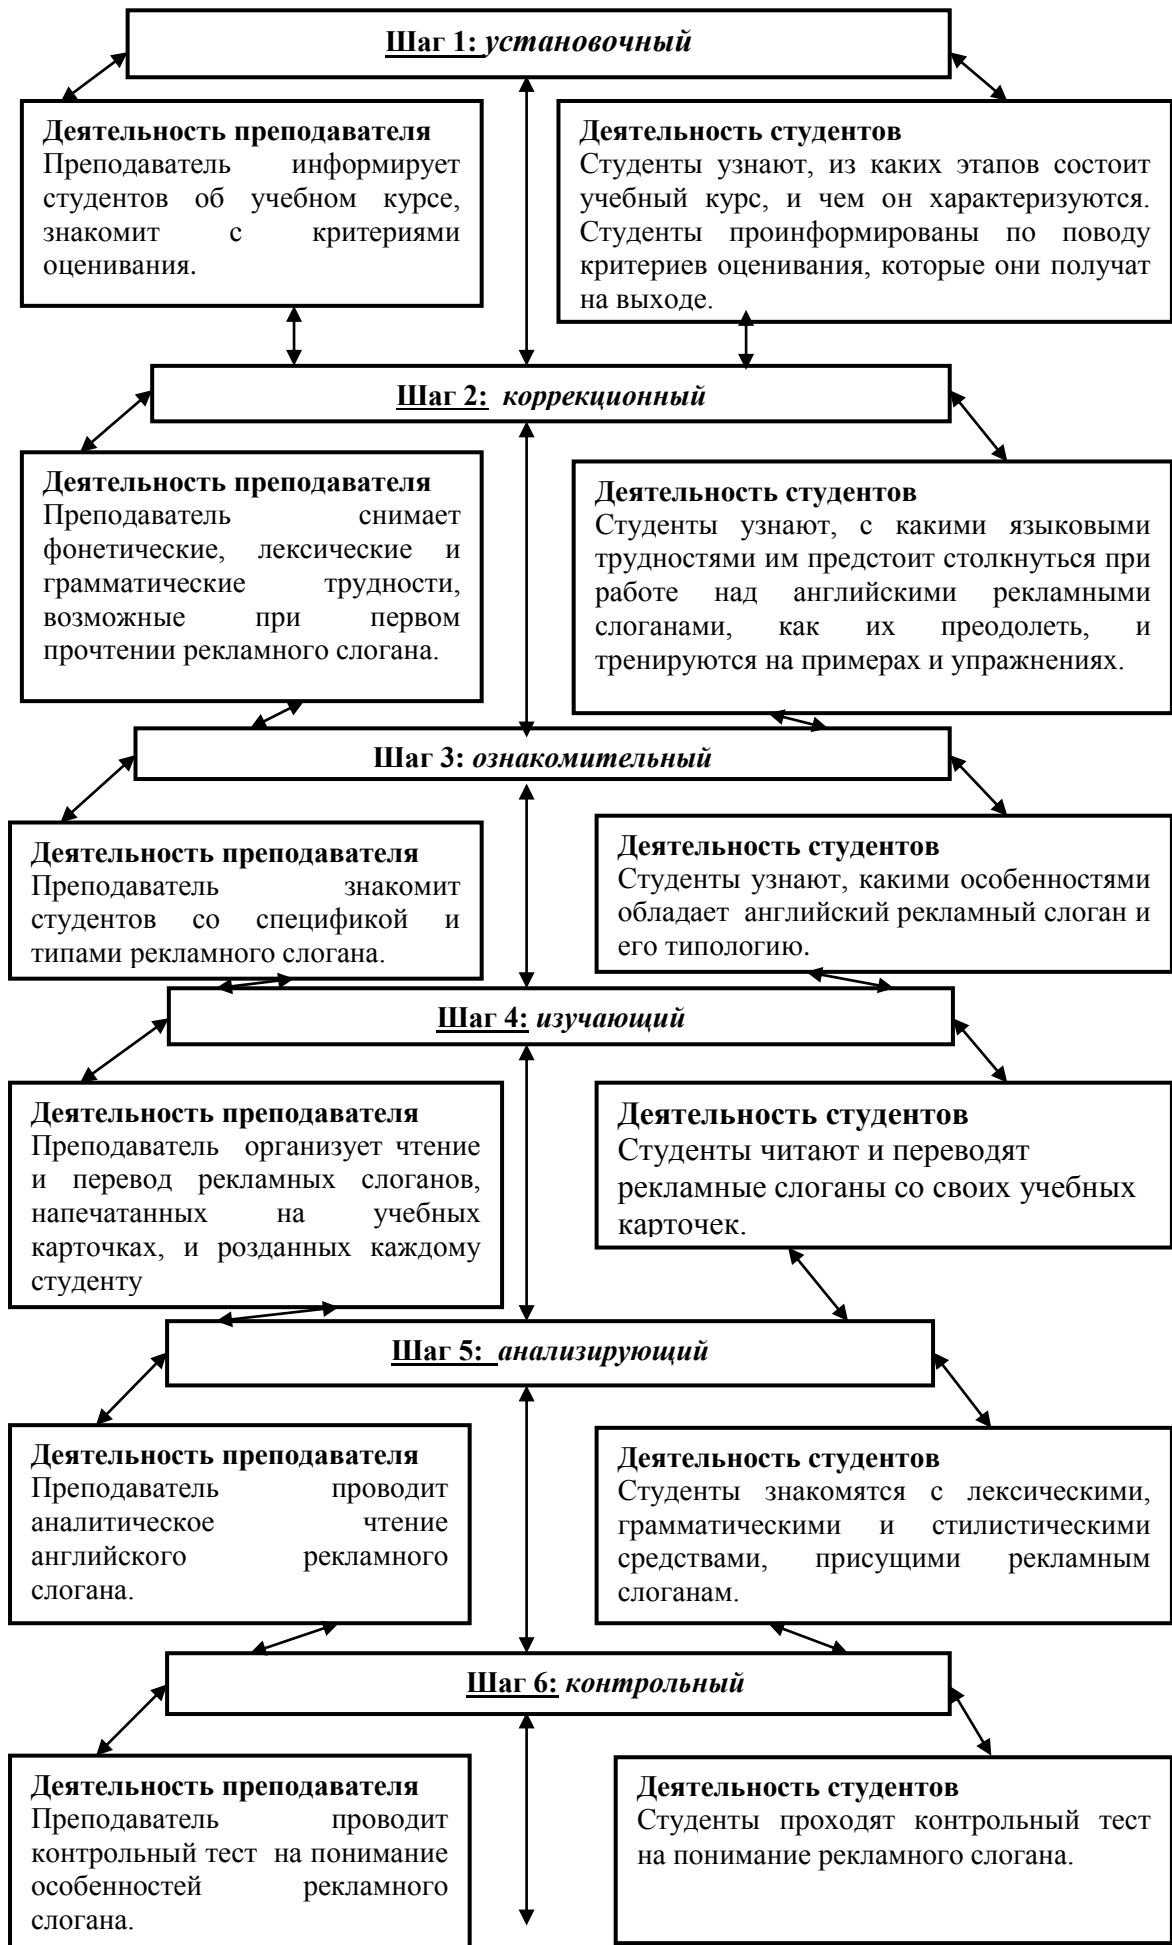 Шаг 1: установочный
Деятельность преподавателя
Преподаватель информирует
студентов об учебном курсе,
знакомит с критериями
оценивания.
Деятельность студентов
Студенты узнают, из каких этапов состоит
учебный курс, и чем он характеризуются.
Студенты проинформированы по поводу
критериев оценивания, которые они получат
на выходе.
Шаг 2: коррекционный
Деятельность преподавателя
Преподаватель снимает
фонетические, лексические и
грамматические трудности,
возможные при первом
прочтении рекламного слогана.
Деятельность студентов
Студенты узнают, с какими языковыми
трудностями им предстоит столкнуться при
работе над английскими рекламными
слоганами, как их преодолеть, и
тренируются на примерах и упражнениях.
Шаг 3: ознакомительный
Деятельность преподавателя
Преподаватель знакомит
студентов со спецификой и
типами рекламного слогана.
Деятельность студентов
Студенты узнают, какими особенностями
обладает английский рекламный слоган и
его типологию.
Шаг 4: изучающий
Деятельность преподавателя
Преподаватель организует чтение
и перевод рекламных слоганов,
напечатанных на учебных
карточках, и розданных каждому
студенту
Деятельность студентов
Студенты читают и переводят
рекламные слоганы со своих учебных
карточек.
Шаг 5: анализирующий
Деятельность преподавателя
Преподаватель проводит
аналитическое чтение
английского рекламного
слогана.
Деятельность студентов
Студенты знакомятся с лексическими,
грамматическими и стилистическими
средствами, присущими рекламным
слоганам.
Шаг 6: контрольный
Деятельность преподавателя
Преподаватель проводит
контрольный тест на понимание
особенностей рекламного
слогана.
Деятельность студентов
Студенты проходят контрольный тест
на понимание рекламного слогана.